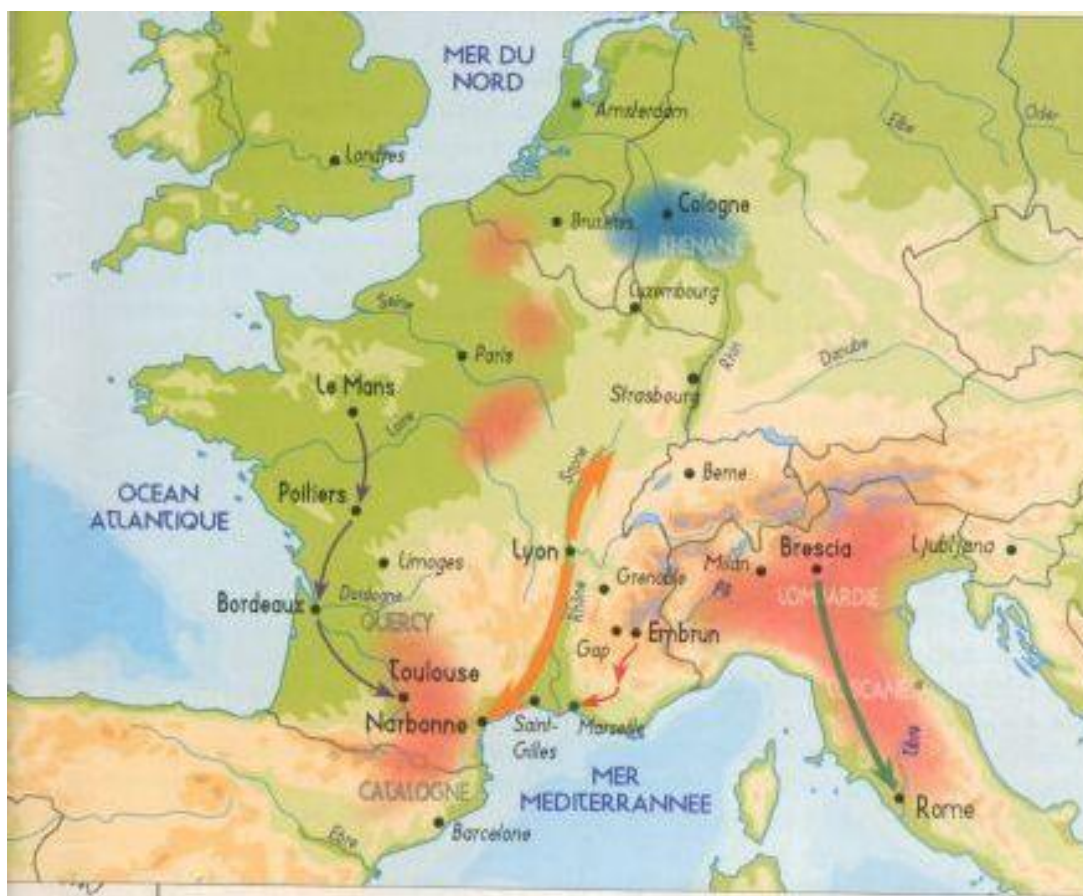 MER DU
NORD
Amsterdam
Elbe
Oder
Londres
Cologne
Bruxelles
RHENANIE
Luxembourg
Seine
Paris
Rhin
Danube
Strasbourg
Le Mans
Loire
Saône
Berne
OCEAN
ATLANTIQUE
Poitiers
Lyon
Limoges
Milan
Brescia
Ljubljana
Grenoble
Bordeaux
Dordogne
Rhône
Pô
LOMBARDIE
QUERCY
Gap
Embrun
Toulouse
TOSCANE
Narbonne
Saint-
Gilles
Marseille
Tibre
CATALOGNE
MER
MEDITERRANNEE
Rome
Ebre
Barcelone